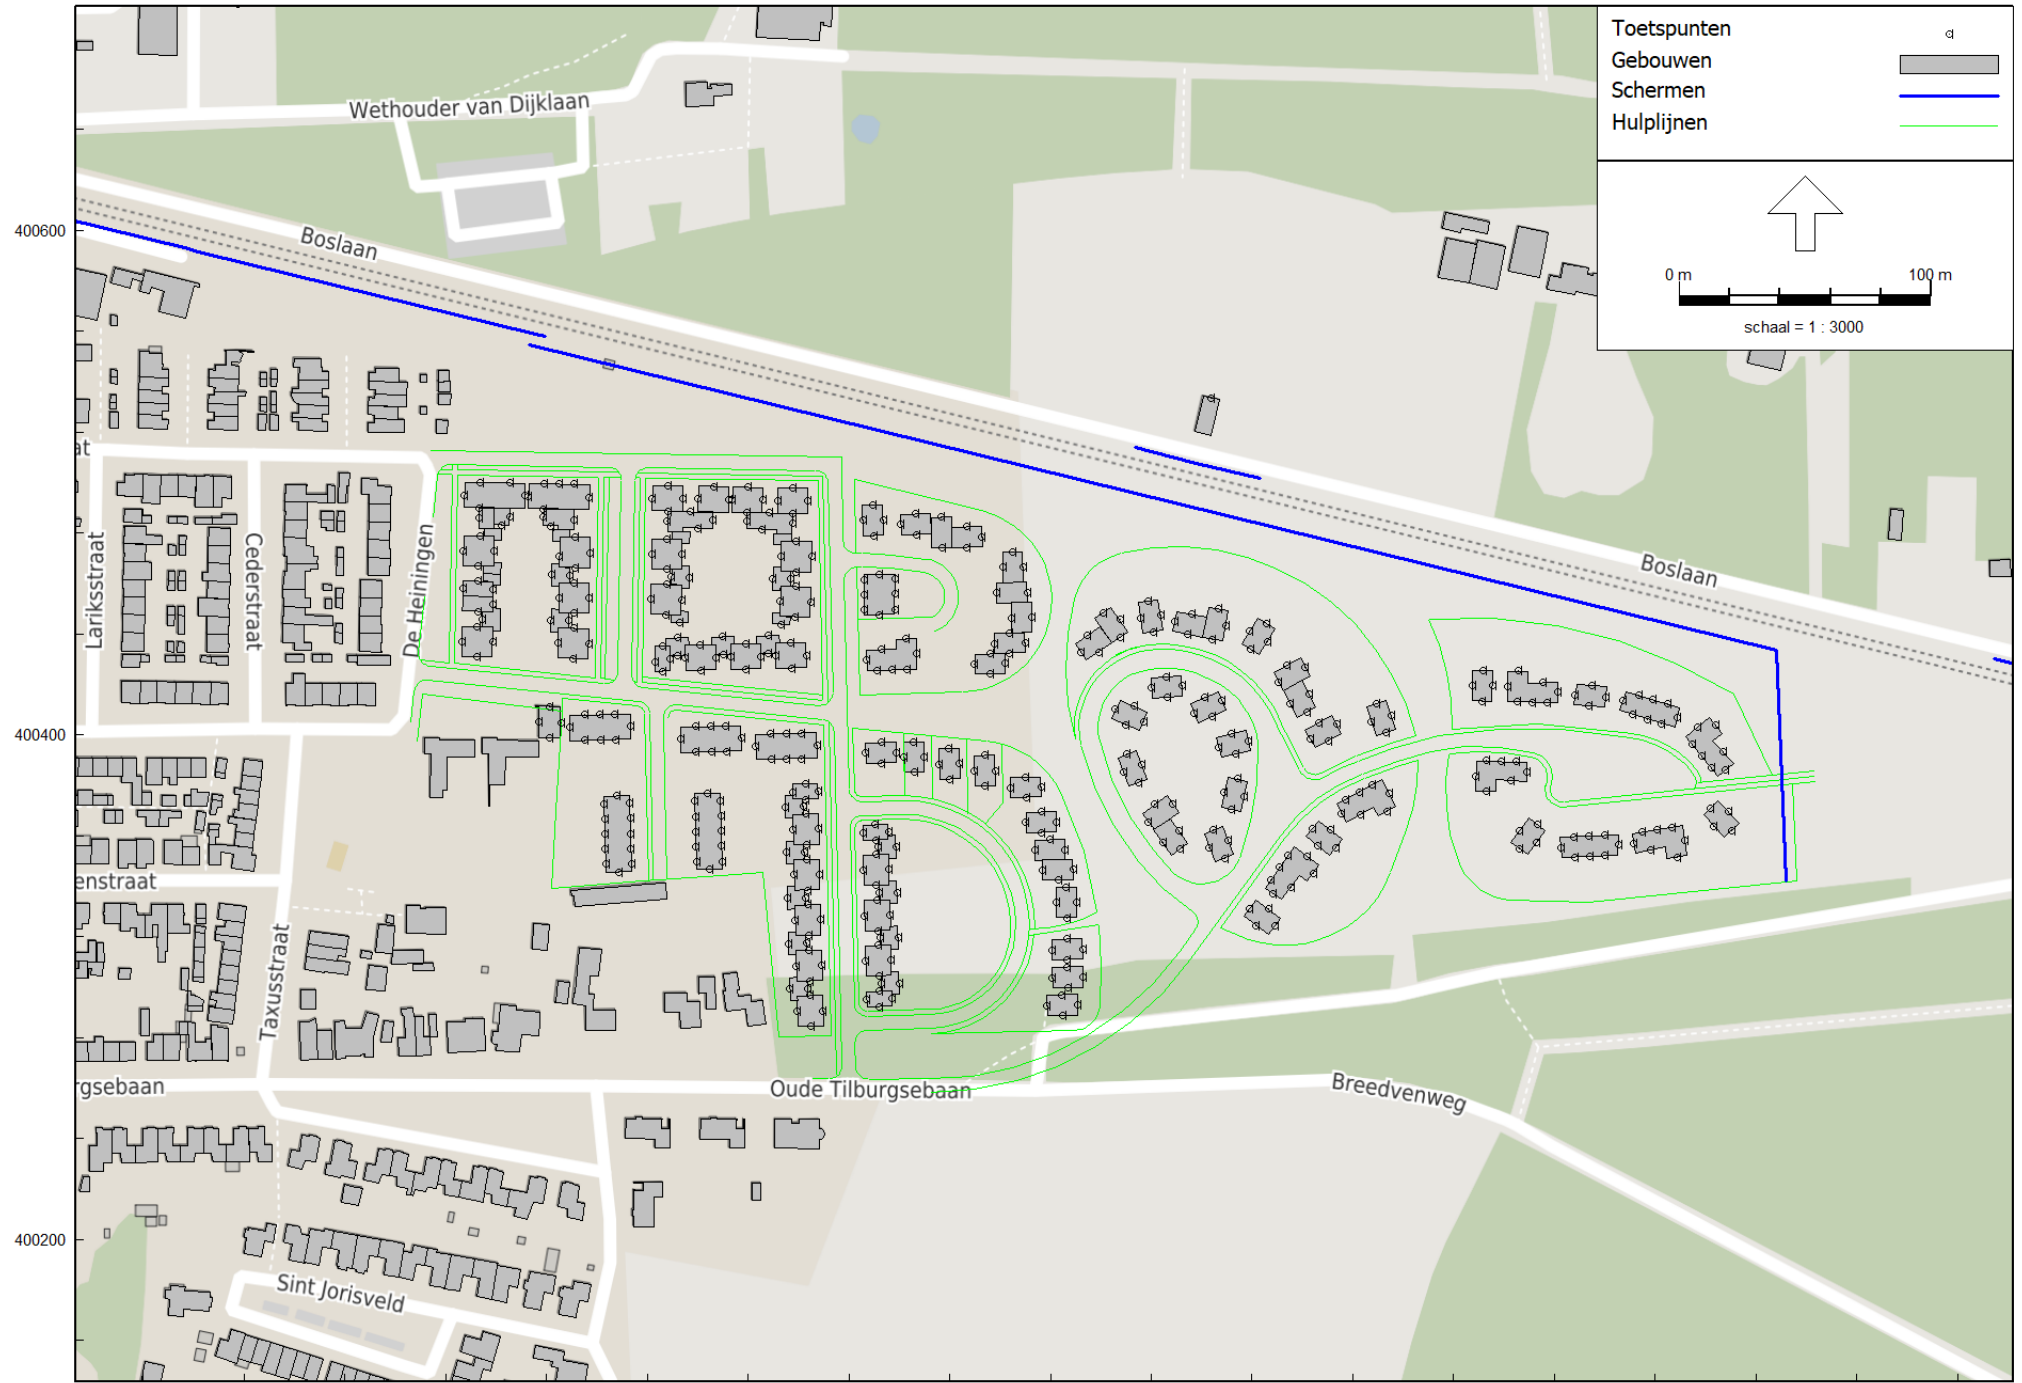 Toetspunten
Gebouwen
Schermen
Hulplijnen
0 m
100 m
schaal = 1 : 3000
Wethouder van Dijklaan
400600
Boslaan
at
Lariksstraat
Cederstraat
De Heiningen
Boslaan
400400
enstraat
Taxusstraat
rgsebaan
Oude Tilburgsebaan
Breedvenweg
400200
Sint Jorisveld